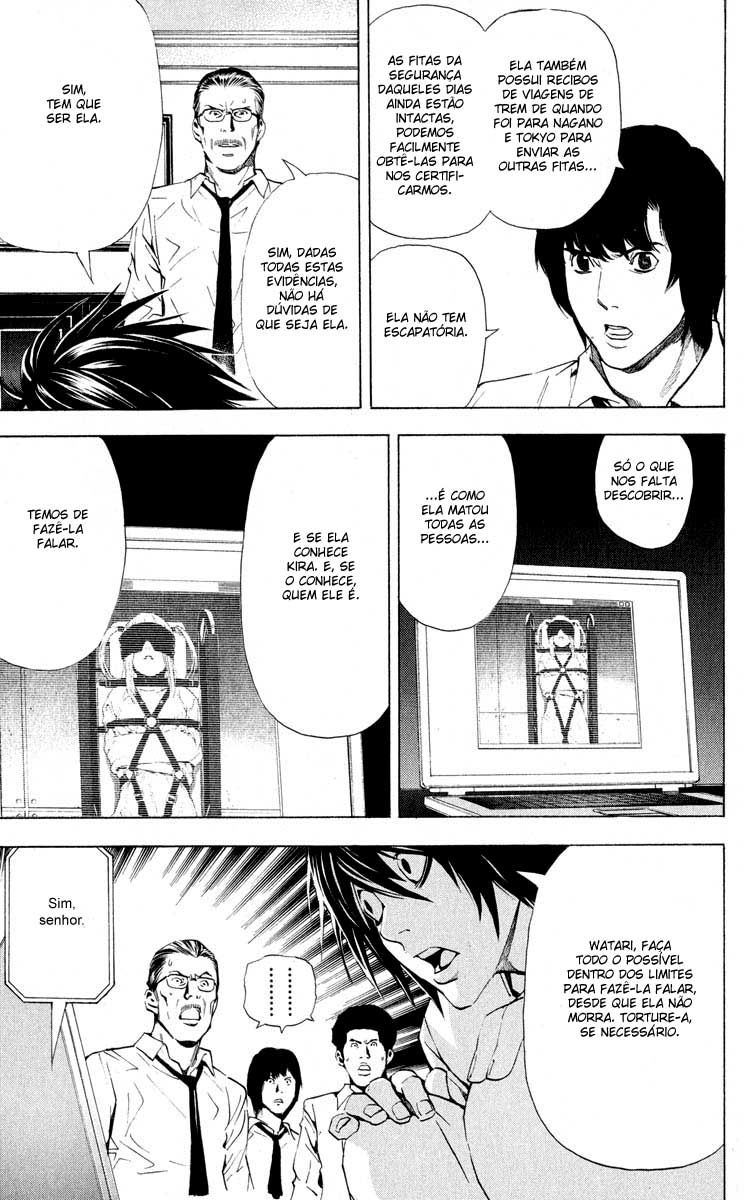 ELA TAMBÉM
POSSUI RECIBOS
DE VIAGENS DE
TREM DE QUANDO
FOI PARA NAGANO
E TOKYO PARA
ENVIAR AS
OUTRAS FITAS...
AS FITAS DA
SEGURANÇA
DAQUELES DIAS
AINDA ESTÃO
INTACTAS,
PODEMOS
FACILMENTE
OBTÊ-LAS PARA
NOS CERTIFI-
CARMOS.
ELA NÃO TEM
ESCAPATÓRIA.
SIM, DADAS
TODAS ESTAS
EVIDÊNCIAS,
NÃO HÁ
DÚVIDAS DE
QUE SEJA ELA.
SIM,
TEM QUE
SER ELA.
SÓ O QUE
NOS FALTA
DESCOBRIR...
...É COMO
ELA MATOU
TODAS AS
PESSOAS...
E SE ELA
CONHECE
KIRA. E, SE
O CONHECE,
QUEM ELE É.
TEMOS DE
FAZÊ-LA
FALAR.
WATARI, FAÇA
TODO O POSSÍVEL
DENTRO DOS LIMITES
PARA FAZÊ-LA FALAR,
DESDE QUE ELA NÃO
MORRA. TORTURE-A,
SE NECESSÁRIO.
Sim,
senhor.